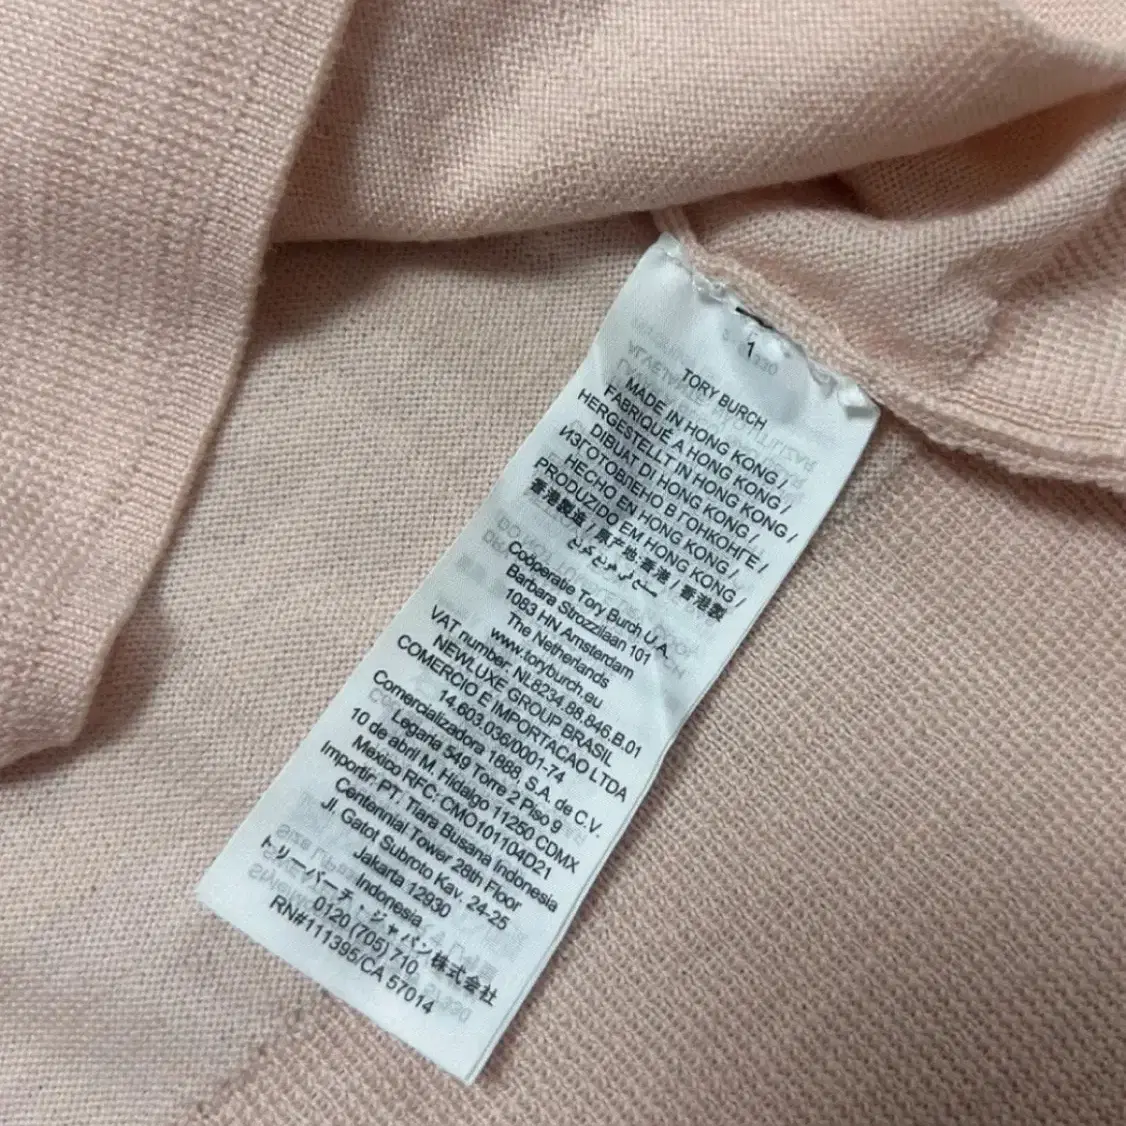 1
TORY BURCH
MADE IN HONG KONG /
FABRIQUÉ A HONG KONG /
HERGESTELLT IN HONG KONG /
DIBUAT DI HONG KONG /
ИЗГОТОВЛЕНО В ГОНКОНГЕ /
HECHO EN HONG KONG /
PRODUZIDO EM HONG KONG /
香港製造 / 原产地:香港 / 香港製
Coöperatie Tory Burch U.A.
Barbara Strozzilaan 101
1083 HN Amsterdam
The Netherlands
www.toryburch.eu
VAT number: NL8234.88.846.B.01
NEWLUXE GROUP BRASIL
COMERCIO E IMPORTACAO LTDA
14.603.036/0001-74
Comercializadora 1888, S.A. de C.V.
Legaria 549 Torre 2 Piso 9
10 de abril M. Hidalgo 11250 CDMX
México RFC: CMO101104D21
Importir: PT. Tiara Busana Indonesia
Centennial Tower 28th Floor
Jl. Gatot Subroto Kav. 24-25
Jakarta 12930
Indonesia
トリーバーチ・ジャパン株式会社
0120 (705) 710
RN#111395/CA 57014